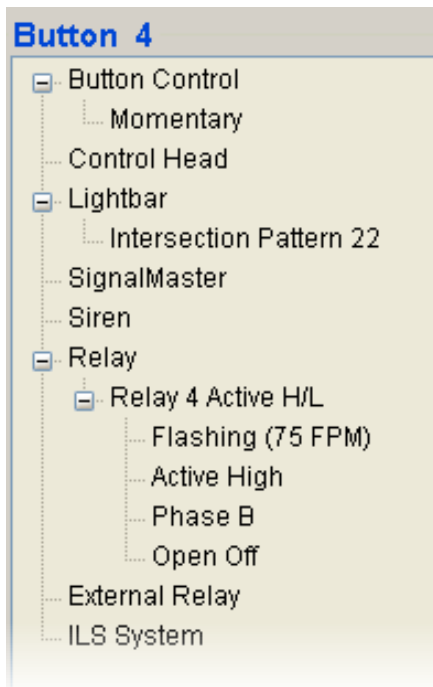 Button 4
Button Control
Momentary
Control Head
Lightbar
Intersection Pattern 22
SignalMaster
Siren
Relay
Relay 4 Active H/L
Flashing (75 FPM)
Active High
Phase B
Open Off
External Relay
ILS System